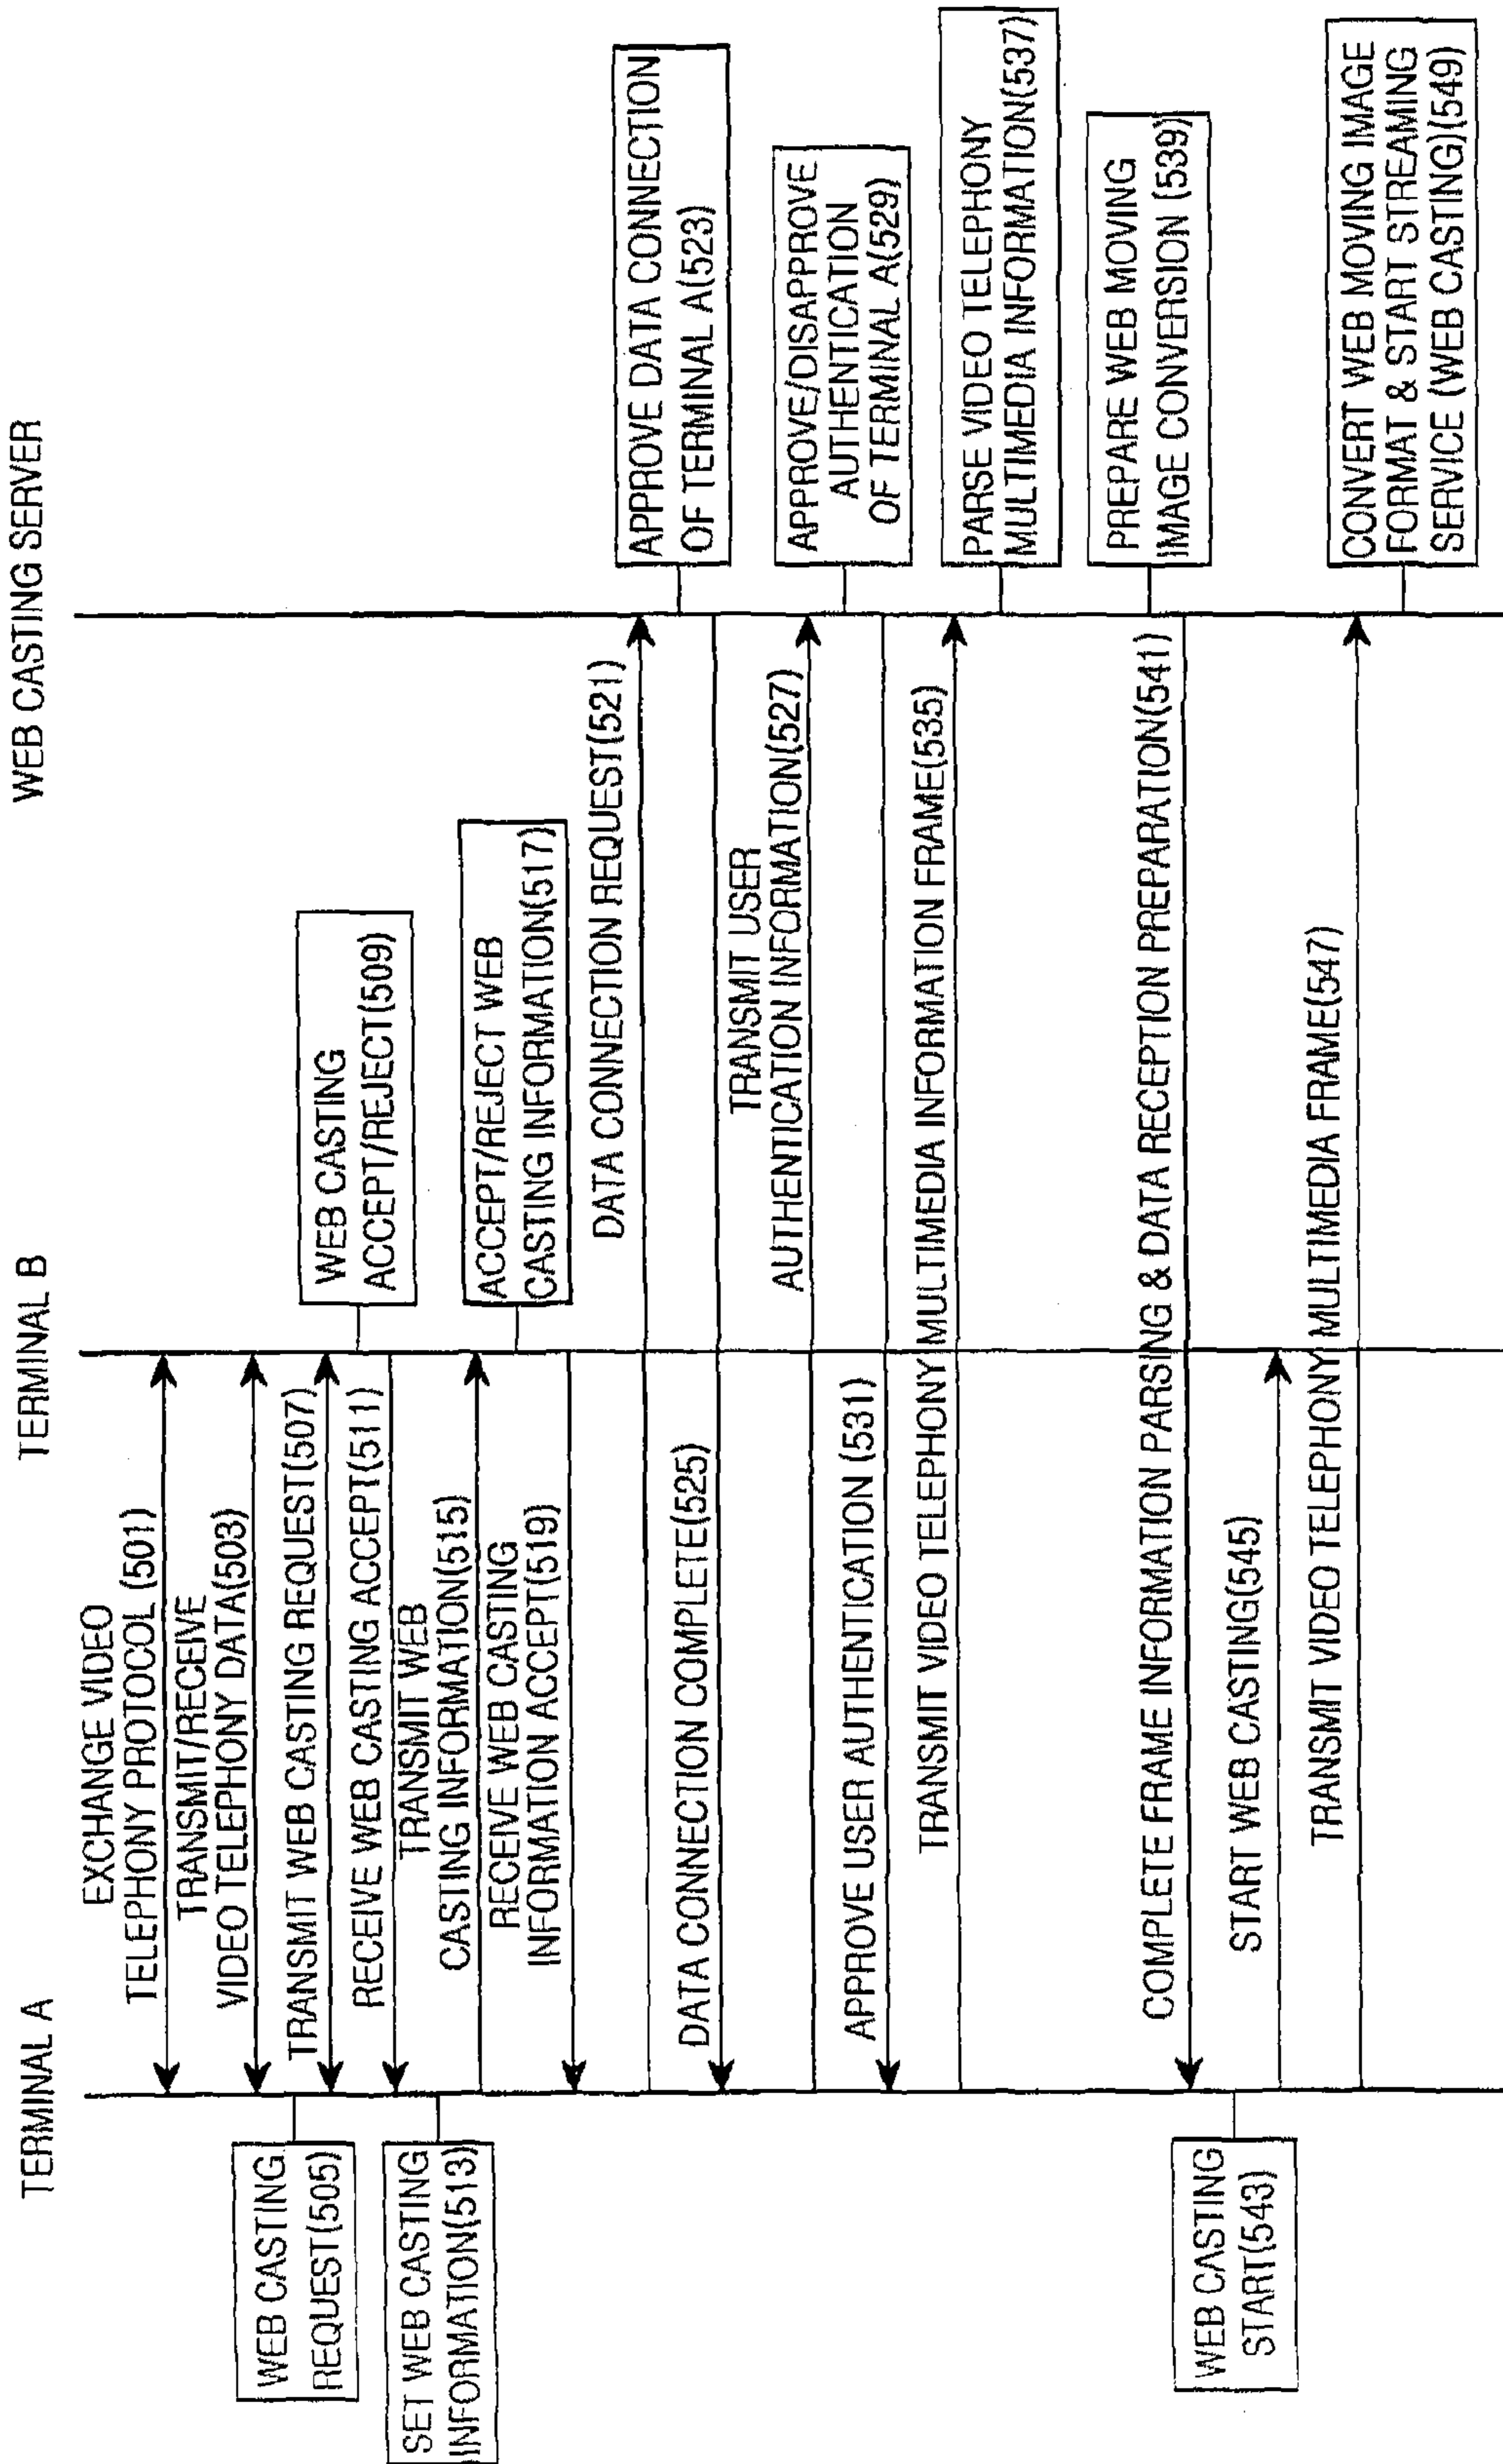 TERMINAL A
TERMINAL B
WEB CASTING SERVER
EXCHANGE VIDEO
TELEPHONY PROTOCOL (501)
TRANSMIT/RECEIVE
VIDEO TELEPHONY DATA(503)
WEB CASTING
REQUEST(505)
TRANSMIT WEB CASTING REQUEST(507)
WEB CASTING
ACCEPT/REJECT(509)
RECEIVE WEB CASTING ACCEPT(511)
SET WEB CASTING
INFORMATION(513)
TRANSMIT WEB
CASTING INFORMATION(515)
ACCEPT/REJECT WEB
CASTING INFORMATION(517)
RECEIVE WEB CASTING
INFORMATION ACCEPT(519)
DATA CONNECTION REQUEST(521)
APPROVE DATA CONNECTION
OF TERMINAL A(523)
DATA CONNECTION COMPLETE(525)
TRANSMIT USER
AUTHENTICATION INFORMATION(527)
APPROVE/DISAPPROVE
AUTHENTICATION
OF TERMINAL A(529)
APPROVE USER AUTHENTICATION (531)
TRANSMIT VIDEO TELEPHONY MULTIMEDIA INFORMATION FRAME(535)
PARSE VIDEO TELEPHONY
MULTIMEDIA INFORMATION(537)
PREPARE WEB MOVING
IMAGE CONVERSION (539)
COMPLETE FRAME INFORMATION PARSING & DATA RECEPTION PREPARATION(541)
WEB CASTING
START(543)
START WEB CASTING(545)
TRANSMIT VIDEO TELEPHONY MULTIMEDIA FRAME(547)
CONVERT WEB MOVING IMAGE
FORMAT & START STREAMING
SERVICE (WEB CASTING)(549)